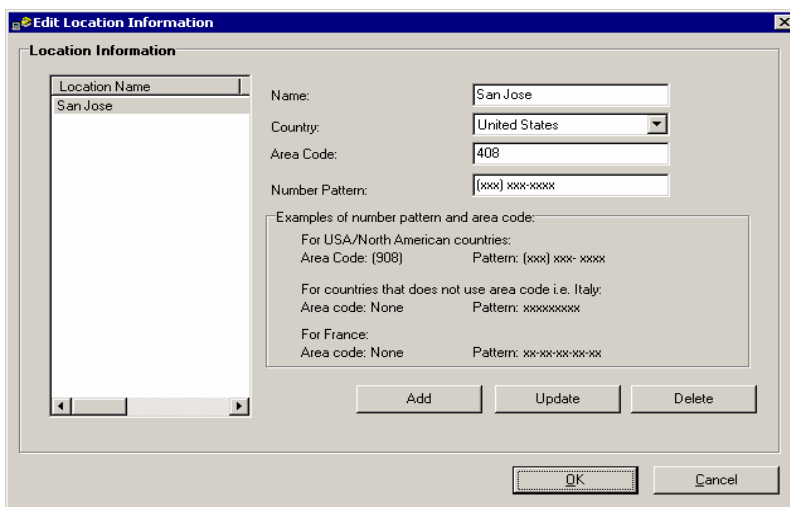 Edit Location Information
Location Information
Location Name
San Jose
Name:
San Jose
Country:
United States
Area Code:
408
Number Pattern:
(xxx) xxx-xxxx
Examples of number pattern and area code:
For USA/North American countries:
Area Code: (908) Pattern: (xxx) xxx- xxxx
For countries that does not use area code i.e. Italy:
Area code: None Pattern: xxxxxxxxx
For France:
Area code: None Pattern: xx-xx-xx-xx-xx
Add Update Delete
OK Cancel